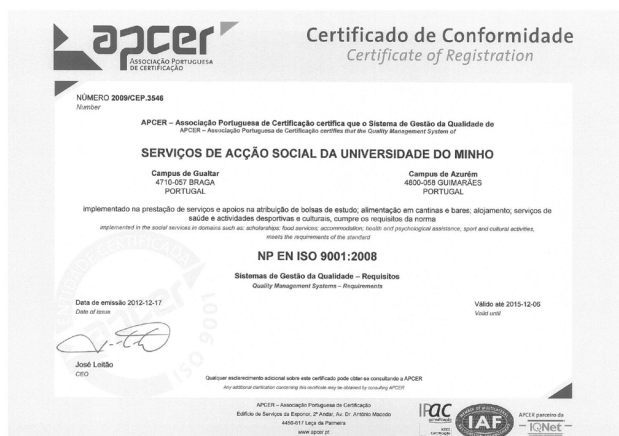 apcer
ASSOCIAÇÃO PORTUGUESA
DE CERTIFICAÇÃO
Certificado de Conformidade
Certificate of Registration
NÚMERO 2009/CEP.3546
Number
APCER – Associação Portuguesa de Certificação certifica que o Sistema de Gestão da Qualidade de
APCER – Associação Portuguesa de Certificação certifies that the Quality Management System of
SERVIÇOS DE ACÇÃO SOCIAL DA UNIVERSIDADE DO MINHO
Campus de Gualtar
4710-057 BRAGA
PORTUGAL
Campus de Azurém
4800-058 GUIMARÃES
PORTUGAL
implementado na prestação de serviços e apoios na atribuição de bolsas de estudo; alimentação em cantinas e bares; alojamento; serviços de
saúde e actividades desportivas e culturais, cumpre os requisitos da norma
implemented in the social services in domains such as: scholarships; food services; accommodation; health and psychological assistance; sport and cultural activities,
meets the requirements of the standard
NP EN ISO 9001:2008
Sistemas de Gestão da Qualidade – Requisitos
Quality Management Systems – Requirements
Data de emissão 2012-12-17
Date of issue
Válido até 2015-12-06
Valid until
José Leitão
CEO
Qualquer esclarecimento adicional sobre este certificado pode obter-se consultando a APCER
Any additional clarification concerning this certificate may be obtained by consulting APCER
APCER – Associação Portuguesa de Certificação
Edifício de Serviços da Exponor, 2º Andar, Av. Dr. António Macedo
4450-617 Leça da Palmeira
www.apcer.pt
IPAC
acreditação
IAF
APCER parceiro da
IQNet
apcer
ISO 9001